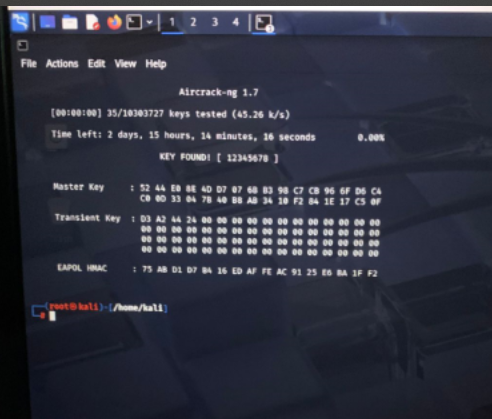 1 2 3 4
File Actions Edit View Help
Aircrack-ng 1.7
[00:00:00] 35/10303727 keys tested (45.26 k/s)
Time left: 2 days, 15 hours, 14 minutes, 16 seconds 0.00%
KEY FOUND! [ 12345678 ]
Master Key : 52 44 E0 8E 4D D7 07 6B 83 98 C7 CB 96 6F D6 C4
C0 0D 33 04 7B 40 B8 AB 34 10 F2 84 1E 17 C5 0F
Transient Key : D3 A2 44 24 00 00 00 00 00 00 00 00 00 00 00 00
00 00 00 00 00 00 00 00 00 00 00 00 00 00 00 00
00 00 00 00 00 00 00 00 00 00 00 00 00 00 00 00
00 00 00 00 00 00 00 00 00 00 00 00 00 00 00 00
EAPOL HMAC : 75 AB D1 D7 84 16 ED AF FE AC 91 25 E6 8A 1F F2
(root㉿kali)-[/home/kali]